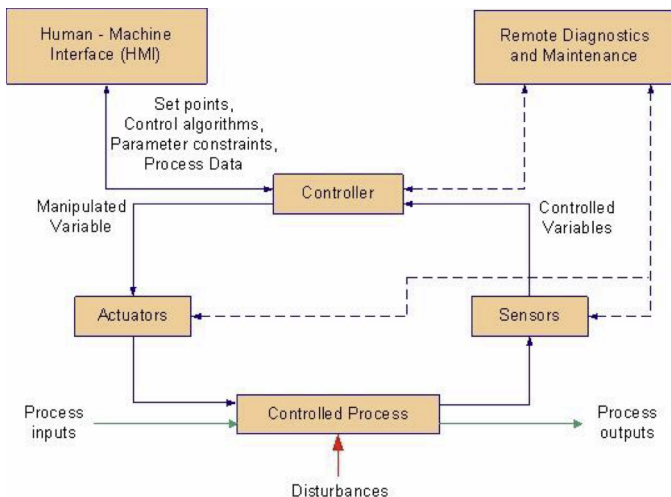 Human - Machine
Interface (HMI)
Remote Diagnostics
and Maintenance
Set points,
Control algorithms,
Parameter constraints,
Process Data
Controller
Manipulated
Variable
Controlled
Variables
Actuators
Sensors
Process
inputs
Controlled Process
Process
outputs
Disturbances